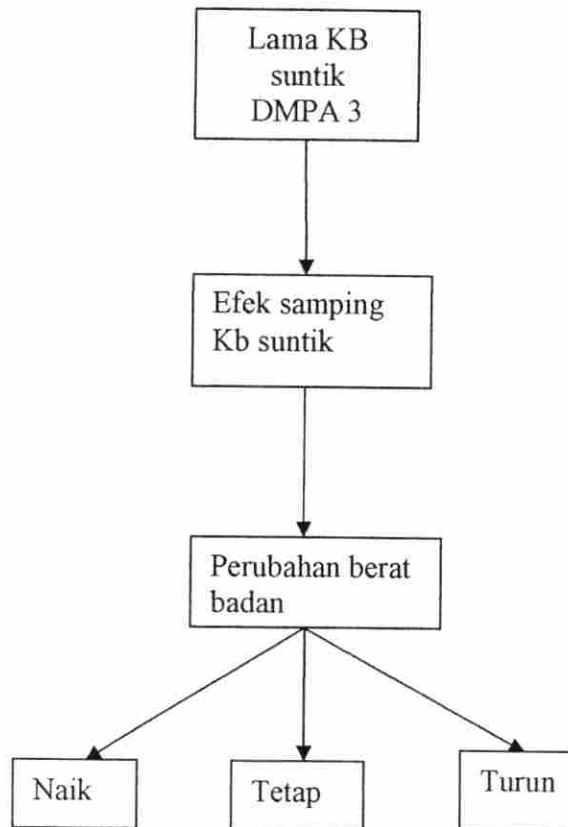 Lama KB
suntik
DMPA 3
Efek samping
Kb suntik
Perubahan berat
badan
Naik
Tetap
Turun